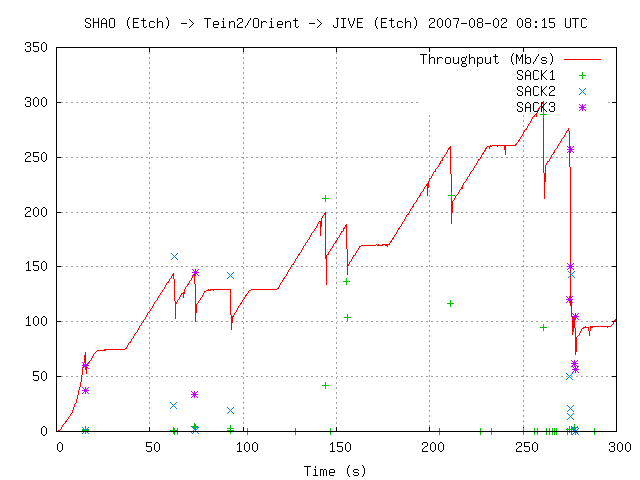 SHAO (Etch) -> Tein2/Orient -> JIVE (Etch) 2007-08-02 08:15 UTC
350
300
250
200
150
100
50
0
Throughput (Mb/s)
SACK1
SACK2
SACK3
0 50 100 150 200 250 300
Time (s)